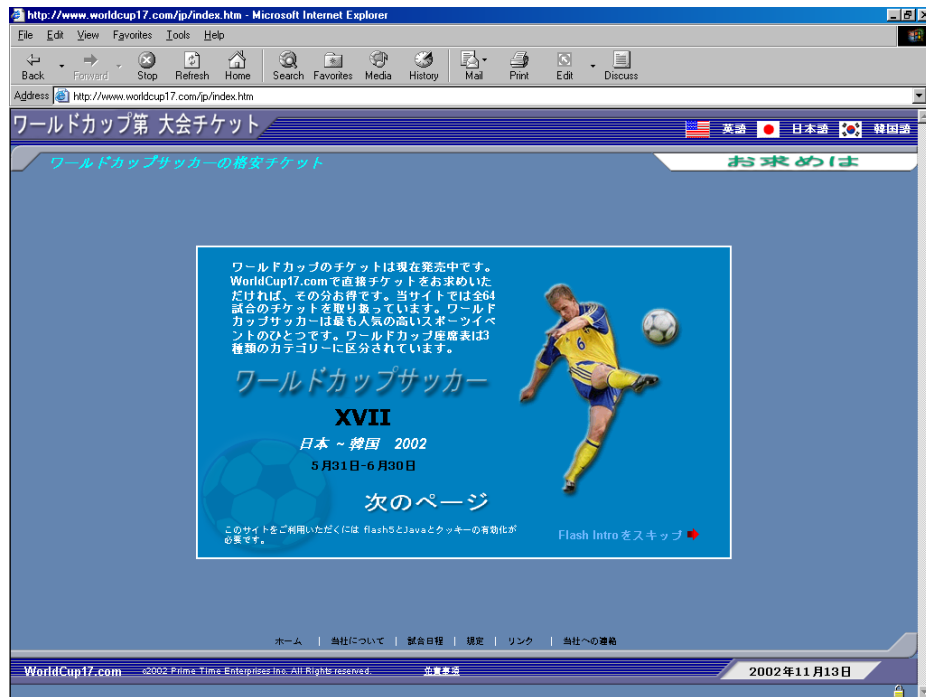 http://www.worldcup17.com/jp/index.htm - Microsoft Internet Explorer
File Edit View Favorites Tools Help
Back Forward Stop Refresh Home Search Favorites Media History Mail Print Edit Discuss
Address http://www.worldcup17.com/jp/index.htm
ワールドカップ第 大会チケット
英語 日本語 韓国語
ワールドカップサッカーの格安チケット
お求めは
ワールドカップのチケットは現在発売中です。
WorldCup17.comで直接チケットをお求めいた
だければ、その分お得です。当サイトでは全64
試合のチケットを取り扱っています。ワールド
カップサッカーは最も人気の高いスポーツイベ
ントのひとつです。ワールドカップ座席表は3
種類のカテゴリーに区分されています。
ワールドカップサッカー
XVII
日本 ~ 韓国 2002
5月31日-6月30日
6
次のページ
このサイトをご利用いただくには flash5とJavaとクッキーの有効化が
必要です。
Flash Intro をスキップ
ホーム | 当社について | 試合日程 | 規定 | リンク | 当社への連絡
WorldCup17.com ©2002 Prime Time Enterprises Inc. All Rights reserved. 免責事項 2002年11月13日